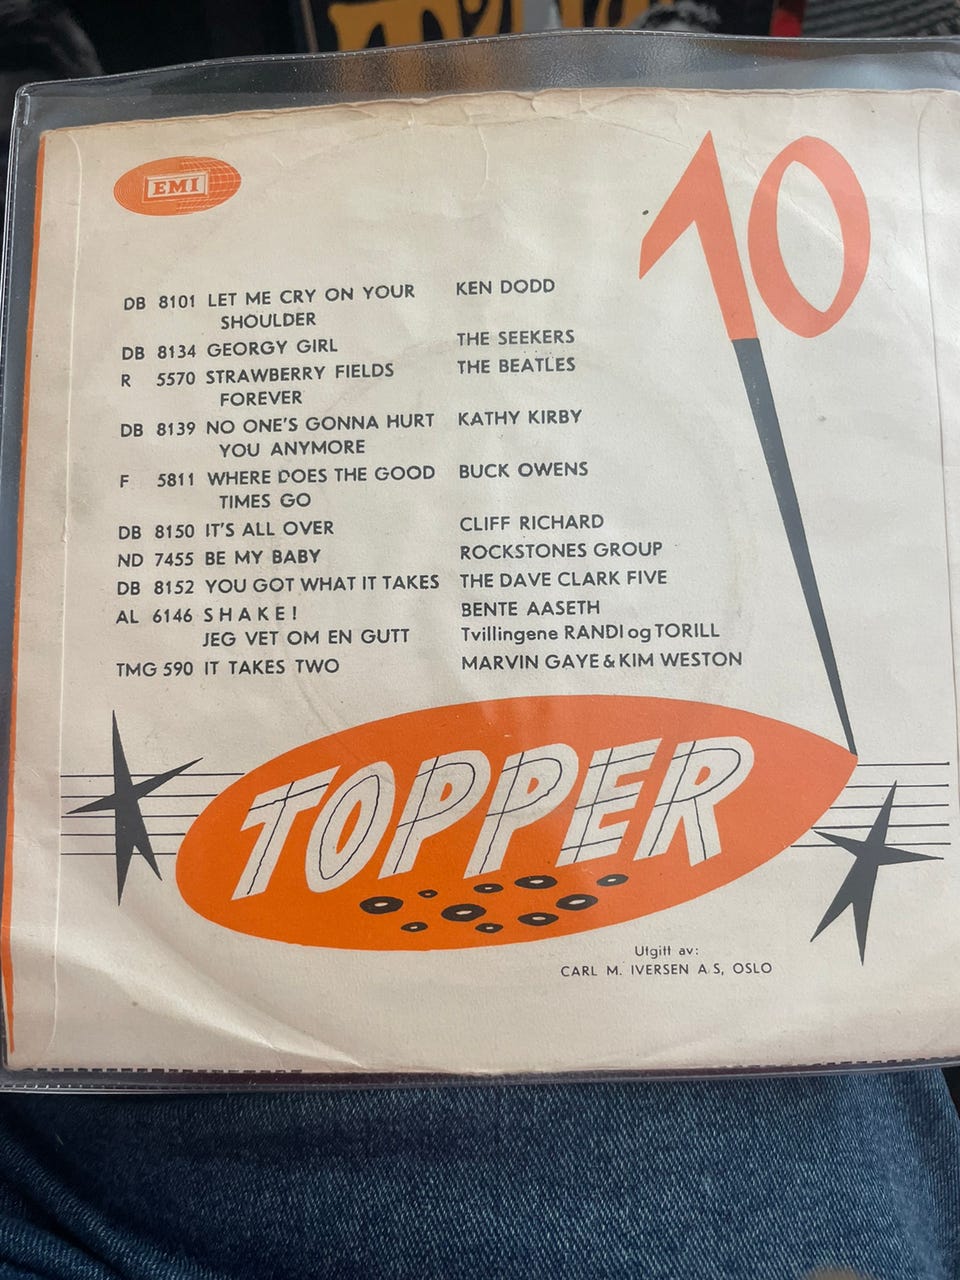 EMI
10
DB 8101 LET ME CRY ON YOUR SHOULDER KEN DODD
DB 8134 GEORGY GIRL THE SEEKERS
R 5570 STRAWBERRY FIELDS FOREVER THE BEATLES
DB 8139 NO ONE'S GONNA HURT YOU ANYMORE KATHY KIRBY
F 5811 WHERE DOES THE GOOD TIMES GO BUCK OWENS
DB 8150 IT'S ALL OVER CLIFF RICHARD
ND 7455 BE MY BABY ROCKSTONES GROUP
DB 8152 YOU GOT WHAT IT TAKES THE DAVE CLARK FIVE
AL 6146 SHAKE! BENTE AASETH
JEG VET OM EN GUTT Tvillingene RANDI og TORILL
TMG 590 IT TAKES TWO MARVIN GAYE & KIM WESTON
TOPPER
Utgitt av:
CARL M. IVERSEN A/S, OSLO